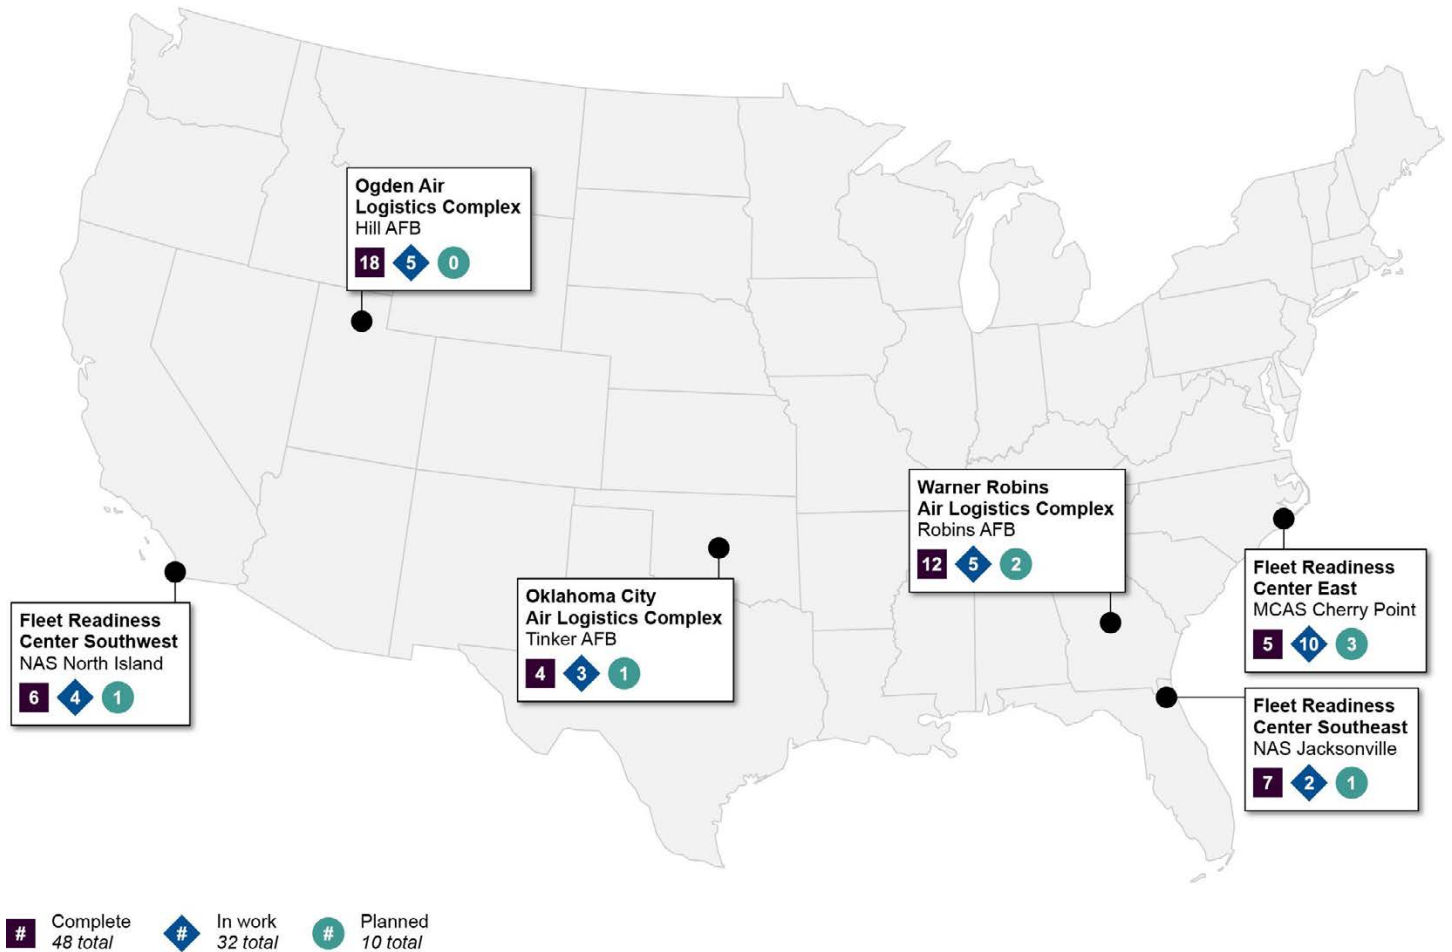 Ogden Air
Logistics Complex
Hill AFB
18 5 0
Warner Robins
Air Logistics Complex
Robins AFB
12 5 2
Fleet Readiness
Center East
MCAS Cherry Point
5 10 3
Oklahoma City
Air Logistics Complex
Tinker AFB
4 3 1
Fleet Readiness
Center Southwest
NAS North Island
6 4 1
Fleet Readiness
Center Southeast
NAS Jacksonville
7 2 1
# Complete # In work # Planned
48 total 32 total 10 total